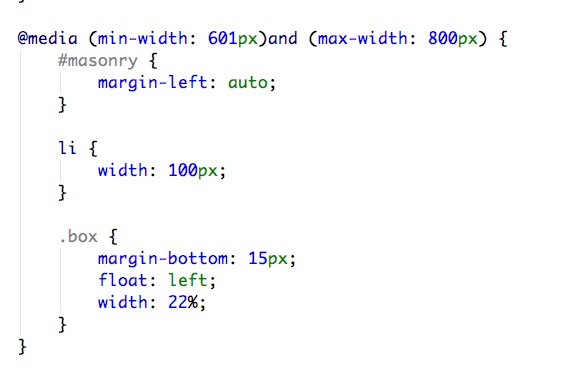 @media (min-width: 601px)and (max-width: 800px) {
#masonry {
margin-left: auto;
}
li {
width: 100px;
}
.box {
margin-bottom: 15px;
float: left;
width: 22%;
}
}